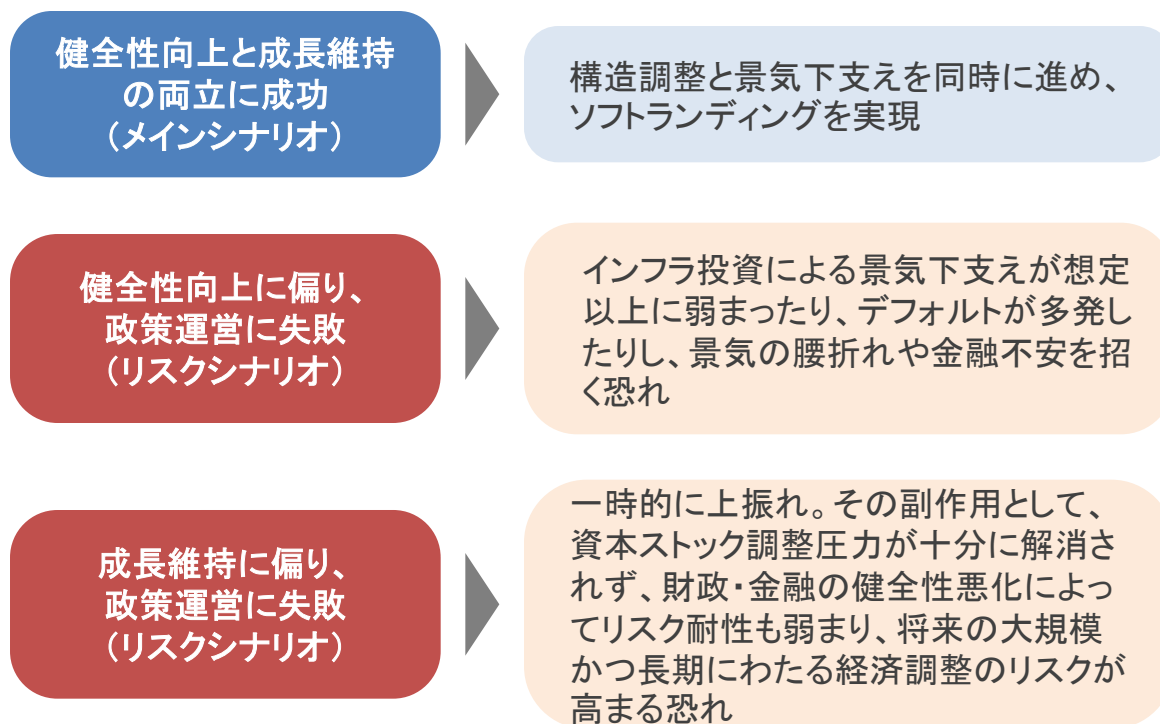 健全性向上と成長維持
の両立に成功
（メインシナリオ）
構造調整と景気下支えを同時に進め、
ソフトランディングを実現
健全性向上に偏り、
政策運営に失敗
（リスクシナリオ）
インフラ投資による景気下支えが想定
以上に弱まったり、デフォルトが多発し
たりし、景気の腰折れや金融不安を招
く恐れ
成長維持に偏り、
政策運営に失敗
（リスクシナリオ）
一時的に上振れ。その副作用として、
資本ストック調整圧力が十分に解消さ
れず、財政・金融の健全性悪化によっ
てリスク耐性も弱まり、将来の大規模
かつ長期にわたる経済調整のリスクが
高まる恐れ